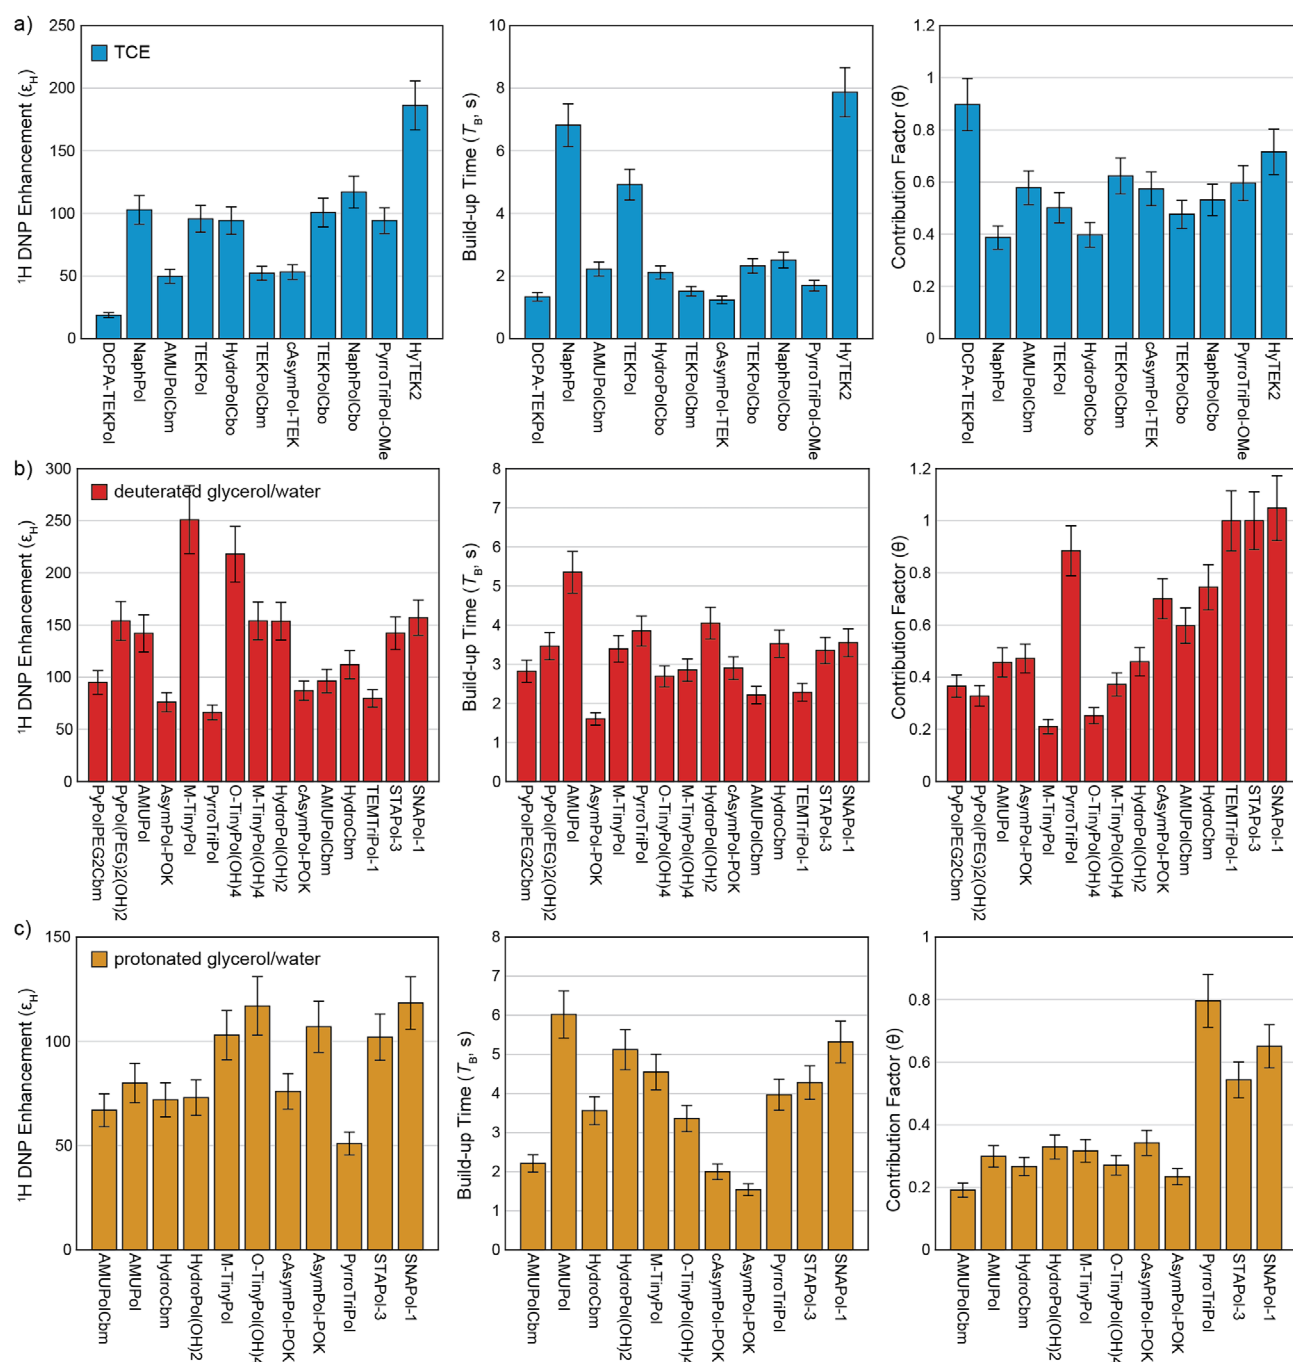 a)
250
200
150
100
50
0
¹H DNP Enhancement (ε_H)
TCE
DCPA-TEKPol
NaphPol
AMUPolCbm
TEKPol
HydroPolCbo
TEKPolCbm
cAsymPol-TEK
TEKPolCbo
NaphPolCbo
PyrroTriPol-OMe
HyTEK2
10
8
6
4
2
0
Build-up Time (T_B, s)
DCPA-TEKPol
NaphPol
AMUPolCbm
TEKPol
HydroPolCbo
TEKPolCbm
cAsymPol-TEK
TEKPolCbo
NaphPolCbo
PyrroTriPol-OMe
HyTEK2
1.2
1
0.8
0.6
0.4
0.2
0
Contribution Factor (θ)
DCPA-TEKPol
NaphPol
AMUPolCbm
TEKPol
HydroPolCbo
TEKPolCbm
cAsymPol-TEK
TEKPolCbo
NaphPolCbo
PyrroTriPol-OMe
HyTEK2
b)
300
250
200
150
100
50
0
¹H DNP Enhancement (ε_H)
deuterated glycerol/water
PyPolPEG2Cbm
PyPol(PEG)2(OH)2
AMUPol
AsymPol-POK
M-TinyPol
PyrroTriPol
O-TinyPol(OH)4
M-TinyPol(OH)4
HydroPol(OH)2
cAsymPol-POK
AMUPolCbm
HydroCbm
TEMTriPol-1
STAPol-3
SNAPol-1
8
7
6
5
4
3
2
1
0
Build-up Time (T_B, s)
PyPolPEG2Cbm
PyPol(PEG)2(OH)2
AMUPol
AsymPol-POK
M-TinyPol
PyrroTriPol
O-TinyPol(OH)4
M-TinyPol(OH)4
HydroPol(OH)2
cAsymPol-POK
AMUPolCbm
HydroCbm
TEMTriPol-1
STAPol-3
SNAPol-1
1.2
1
0.8
0.6
0.4
0.2
0
Contribution Factor (θ)
PyPolPEG2Cbm
PyPol(PEG)2(OH)2
AMUPol
AsymPol-POK
M-TinyPol
PyrroTriPol
O-TinyPol(OH)4
M-TinyPol(OH)4
HydroPol(OH)2
cAsymPol-POK
AMUPolCbm
HydroCbm
TEMTriPol-1
STAPol-3
SNAPol-1
c)
150
100
50
0
¹H DNP Enhancement (ε_H)
protonated glycerol/water
AMUPolCbm
AMUPol
HydroCbm
HydroPol(OH)2
M-TinyPol
O-TinyPol(OH)4
cAsymPol-POK
AsymPol-POK
PyrroTriPol
STAPol-3
SNAPol-1
8
7
6
5
4
3
2
1
0
Build-up Time (T_B, s)
AMUPolCbm
AMUPol
HydroCbm
HydroPol(OH)2
M-TinyPol
O-TinyPol(OH)4
cAsymPol-POK
AsymPol-POK
PyrroTriPol
STAPol-3
SNAPol-1
1
0.8
0.6
0.4
0.2
0
Contribution Factor (θ)
AMUPolCbm
AMUPol
HydroCbm
HydroPol(OH)2
M-TinyPol
O-TinyPol(OH)4
cAsymPol-POK
AsymPol-POK
PyrroTriPol
STAPol-3
SNAPol-1